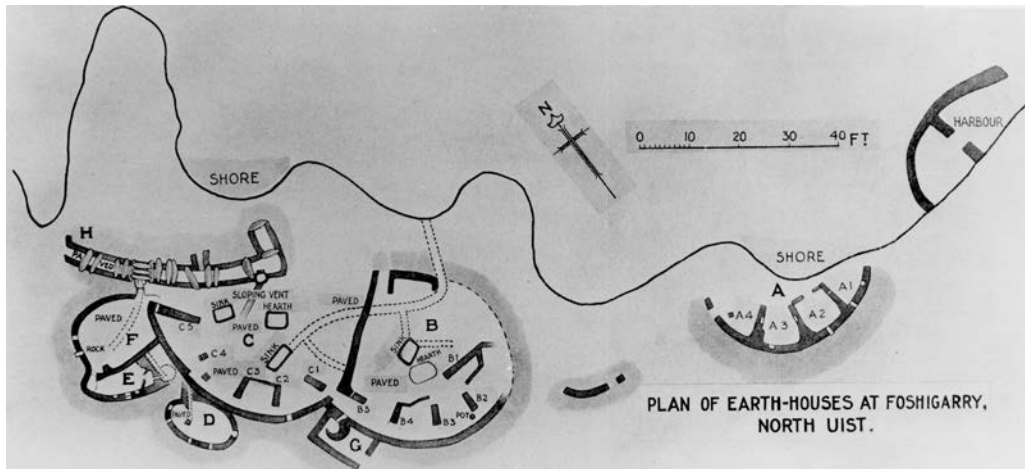 SHORE
N
0 10 20 30 40 FT.
HARBOUR
H
PAVED
SLOPING VENT
SINK
HEARTH
PAVED
C
C5
C4
PAVED
C3
C2
C1
SINK
PAVED
F
ROCK
E
PAVED
D
PAVED
B
SINK
HEARTH
B1
PAVED
B5
B4
B3
B2
POT
G
SHORE
A
A1
A2
A3
A4
PLAN OF EARTH-HOUSES AT FOSHIGARRY,
NORTH UIST.